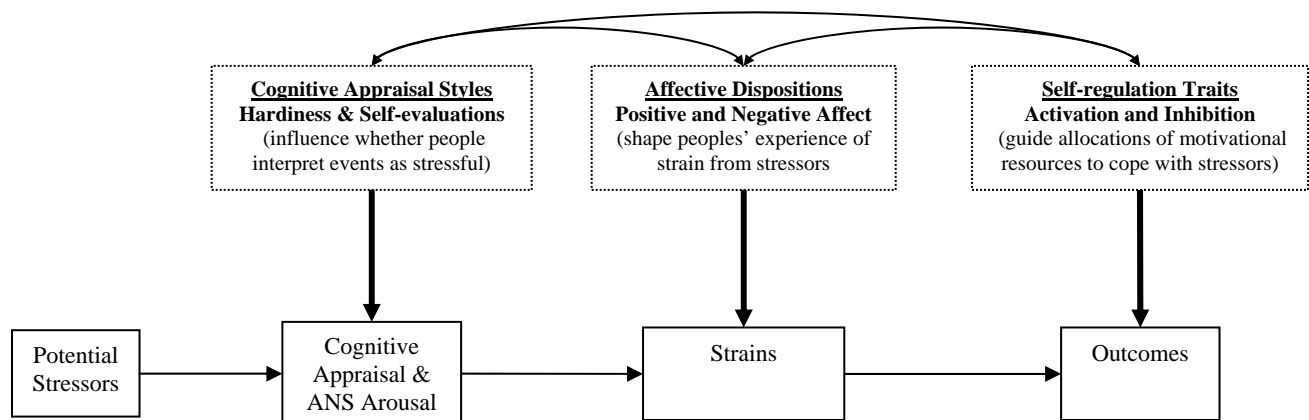 Cognitive Appraisal Styles
Hardiness & Self-evaluations
(influence whether people
interpret events as stressful)
Affective Dispositions
Positive and Negative Affect
(shape peoples’ experience of
strain from stressors
Self-regulation Traits
Activation and Inhibition
(guide allocations of motivational
resources to cope with stressors)
Potential
Stressors
Cognitive
Appraisal &
ANS Arousal
Strains
Outcomes